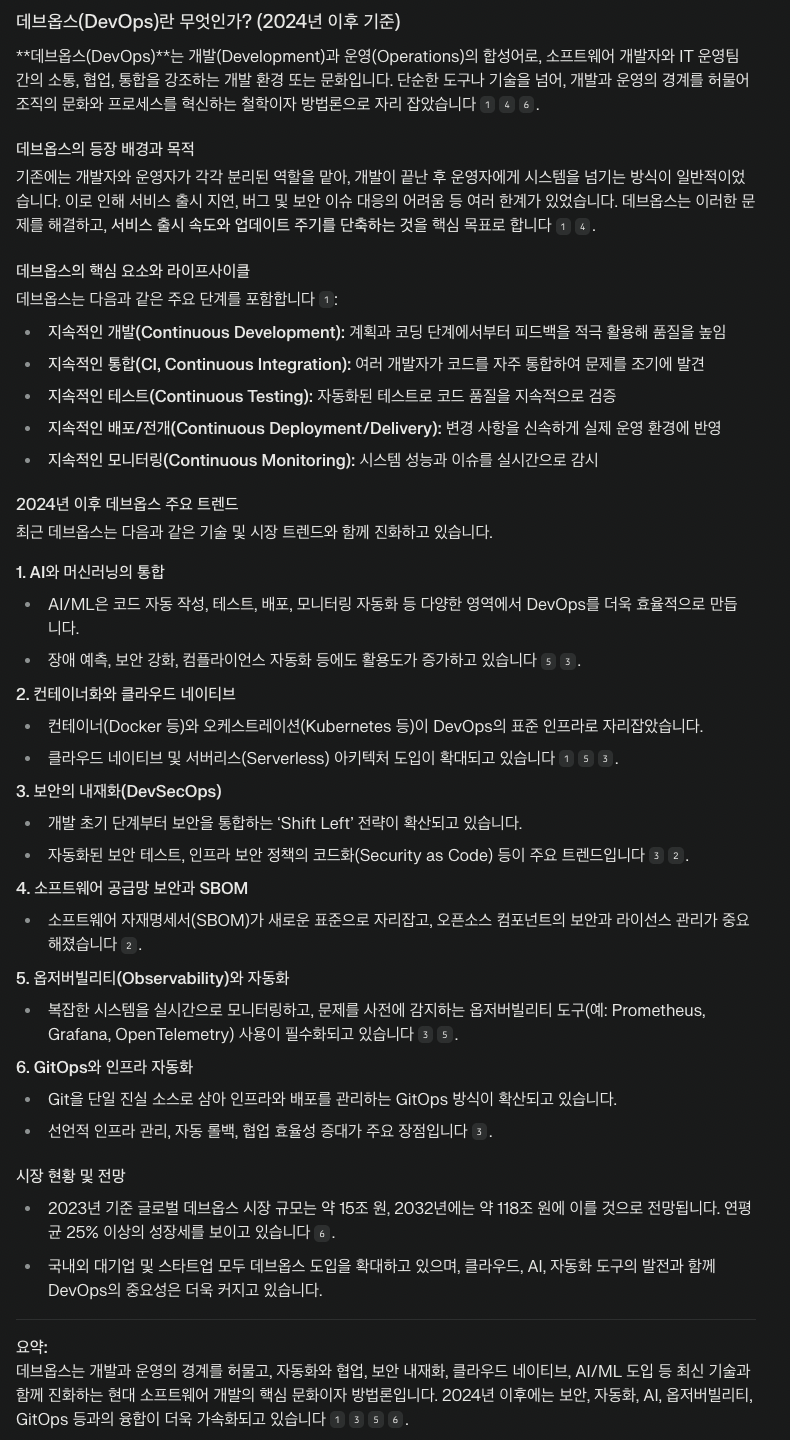 데브옵스(DevOps)란 무엇인가? (2024년 이후 기준)
**데브옵스(DevOps)**는 개발(Development)과 운영(Operations)의 합성어로, 소프트웨어 개발자와 IT 운영팀
간의 소통, 협업, 통합을 강조하는 개발 환경 또는 문화입니다. 단순한 도구나 기술을 넘어, 개발과 운영의 경계를 허물어
조직의 문화와 프로세스를 혁신하는 철학이자 방법론으로 자리 잡았습니다 1 4 6 .
데브옵스의 등장 배경과 목적
기존에는 개발자와 운영자가 각각 분리된 역할을 맡아, 개발이 끝난 후 운영자에게 시스템을 넘기는 방식이 일반적이었
습니다. 이로 인해 서비스 출시 지연, 버그 및 보안 이슈 대응의 어려움 등 여러 한계가 있었습니다. 데브옵스는 이러한 문
제를 해결하고, 서비스 출시 속도와 업데이트 주기를 단축하는 것을 핵심 목표로 합니다 1 4 .
데브옵스의 핵심 요소와 라이프사이클
데브옵스는 다음과 같은 주요 단계를 포함합니다 1 :
• 지속적인 개발(Continuous Development): 계획과 코딩 단계에서부터 피드백을 적극 활용해 품질을 높임
• 지속적인 통합(CI, Continuous Integration): 여러 개발자가 코드를 자주 통합하여 문제를 조기에 발견
• 지속적인 테스트(Continuous Testing): 자동화된 테스트로 코드 품질을 지속적으로 검증
• 지속적인 배포/전개(Continuous Deployment/Delivery): 변경 사항을 신속하게 실제 운영 환경에 반영
• 지속적인 모니터링(Continuous Monitoring): 시스템 성능과 이슈를 실시간으로 감시
2024년 이후 데브옵스 주요 트렌드
최근 데브옵스는 다음과 같은 기술 및 시장 트렌드와 함께 진화하고 있습니다.
1. AI와 머신러닝의 통합
• AI/ML은 코드 자동 작성, 테스트, 배포, 모니터링 자동화 등 다양한 영역에서 DevOps를 더욱 효율적으로 만듭
니다.
• 장애 예측, 보안 강화, 컴플라이언스 자동화 등에도 활용도가 증가하고 있습니다 5 3 .
2. 컨테이너화와 클라우드 네이티브
• 컨테이너(Docker 등)와 오케스트레이션(Kubernetes 등)이 DevOps의 표준 인프라로 자리잡았습니다.
• 클라우드 네이티브 및 서버리스(Serverless) 아키텍처 도입이 확대되고 있습니다 1 5 3 .
3. 보안의 내재화(DevSecOps)
• 개발 초기 단계부터 보안을 통합하는 ‘Shift Left’ 전략이 확산되고 있습니다.
• 자동화된 보안 테스트, 인프라 보안 정책의 코드화(Security as Code) 등이 주요 트렌드입니다 3 2 .
4. 소프트웨어 공급망 보안과 SBOM
• 소프트웨어 자재명세서(SBOM)가 새로운 표준으로 자리잡고, 오픈소스 컴포넌트의 보안과 라이선스 관리가 중요
해졌습니다 2 .
5. 옵저버빌리티(Observability)와 자동화
• 복잡한 시스템을 실시간으로 모니터링하고, 문제를 사전에 감지하는 옵저버빌리티 도구(예: Prometheus,
Grafana, OpenTelemetry) 사용이 필수화되고 있습니다 3 5 .
6. GitOps와 인프라 자동화
• Git을 단일 진실 소스로 삼아 인프라와 배포를 관리하는 GitOps 방식이 확산되고 있습니다.
• 선언적 인프라 관리, 자동 롤백, 협업 효율성 증대가 주요 장점입니다 3 .
시장 현황 및 전망
• 2023년 기준 글로벌 데브옵스 시장 규모는 약 15조 원, 2032년에는 약 118조 원에 이를 것으로 전망됩니다. 연평
균 25% 이상의 성장세를 보이고 있습니다 6 .
• 국내외 대기업 및 스타트업 모두 데브옵스 도입을 확대하고 있으며, 클라우드, AI, 자동화 도구의 발전과 함께
DevOps의 중요성은 더욱 커지고 있습니다.
요약:
데브옵스는 개발과 운영의 경계를 허물고, 자동화와 협업, 보안 내재화, 클라우드 네이티브, AI/ML 도입 등 최신 기술과
함께 진화하는 현대 소프트웨어 개발의 핵심 문화이자 방법론입니다. 2024년 이후에는 보안, 자동화, AI, 옵저버빌리티,
GitOps 등과의 융합이 더욱 가속화되고 있습니다 1 3 5 6 .